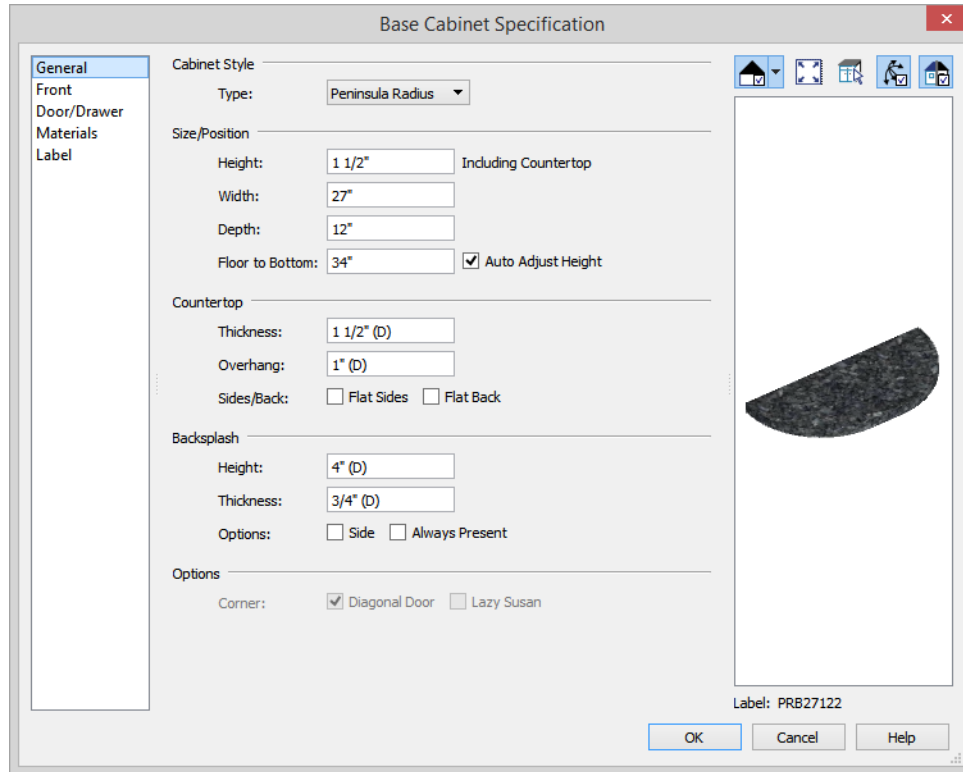 Base Cabinet Specification
General
Front
Door/Drawer
Materials
Label
Cabinet Style
Type: Peninsula Radius
Size/Position
Height: 1 1/2" Including Countertop
Width: 27"
Depth: 12"
Floor to Bottom: 34" Auto Adjust Height
Countertop
Thickness: 1 1/2" (D)
Overhang: 1" (D)
Sides/Back: Flat Sides Flat Back
Backsplash
Height: 4" (D)
Thickness: 3/4" (D)
Options: Side Always Present
Options
Corner: Diagonal Door Lazy Susan
Label: PRB27122
OK Cancel Help